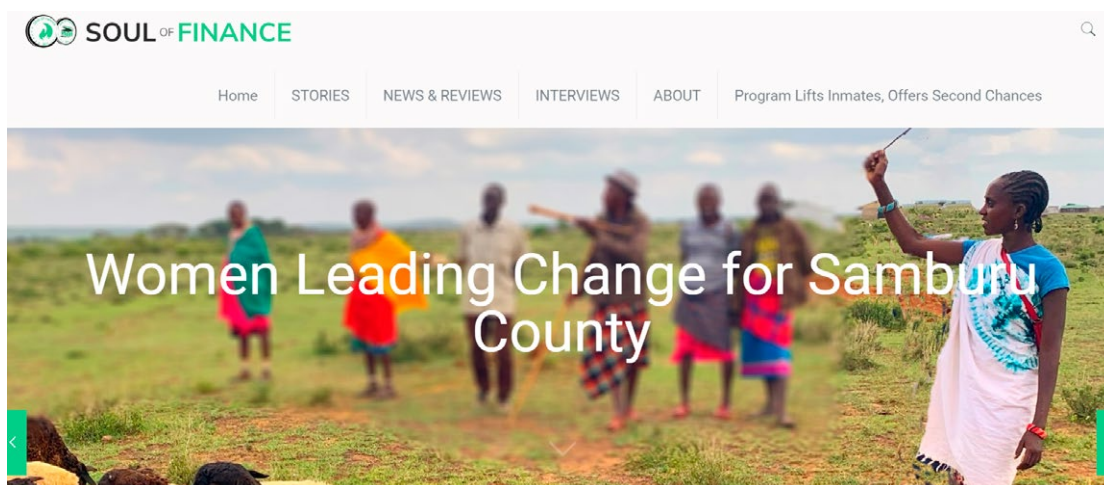 SOUL OF FINANCE
Home STORIES NEWS & REVIEWS INTERVIEWS ABOUT Program Lifts Inmates, Offers Second Chances
Women Leading Change for Samburu
County